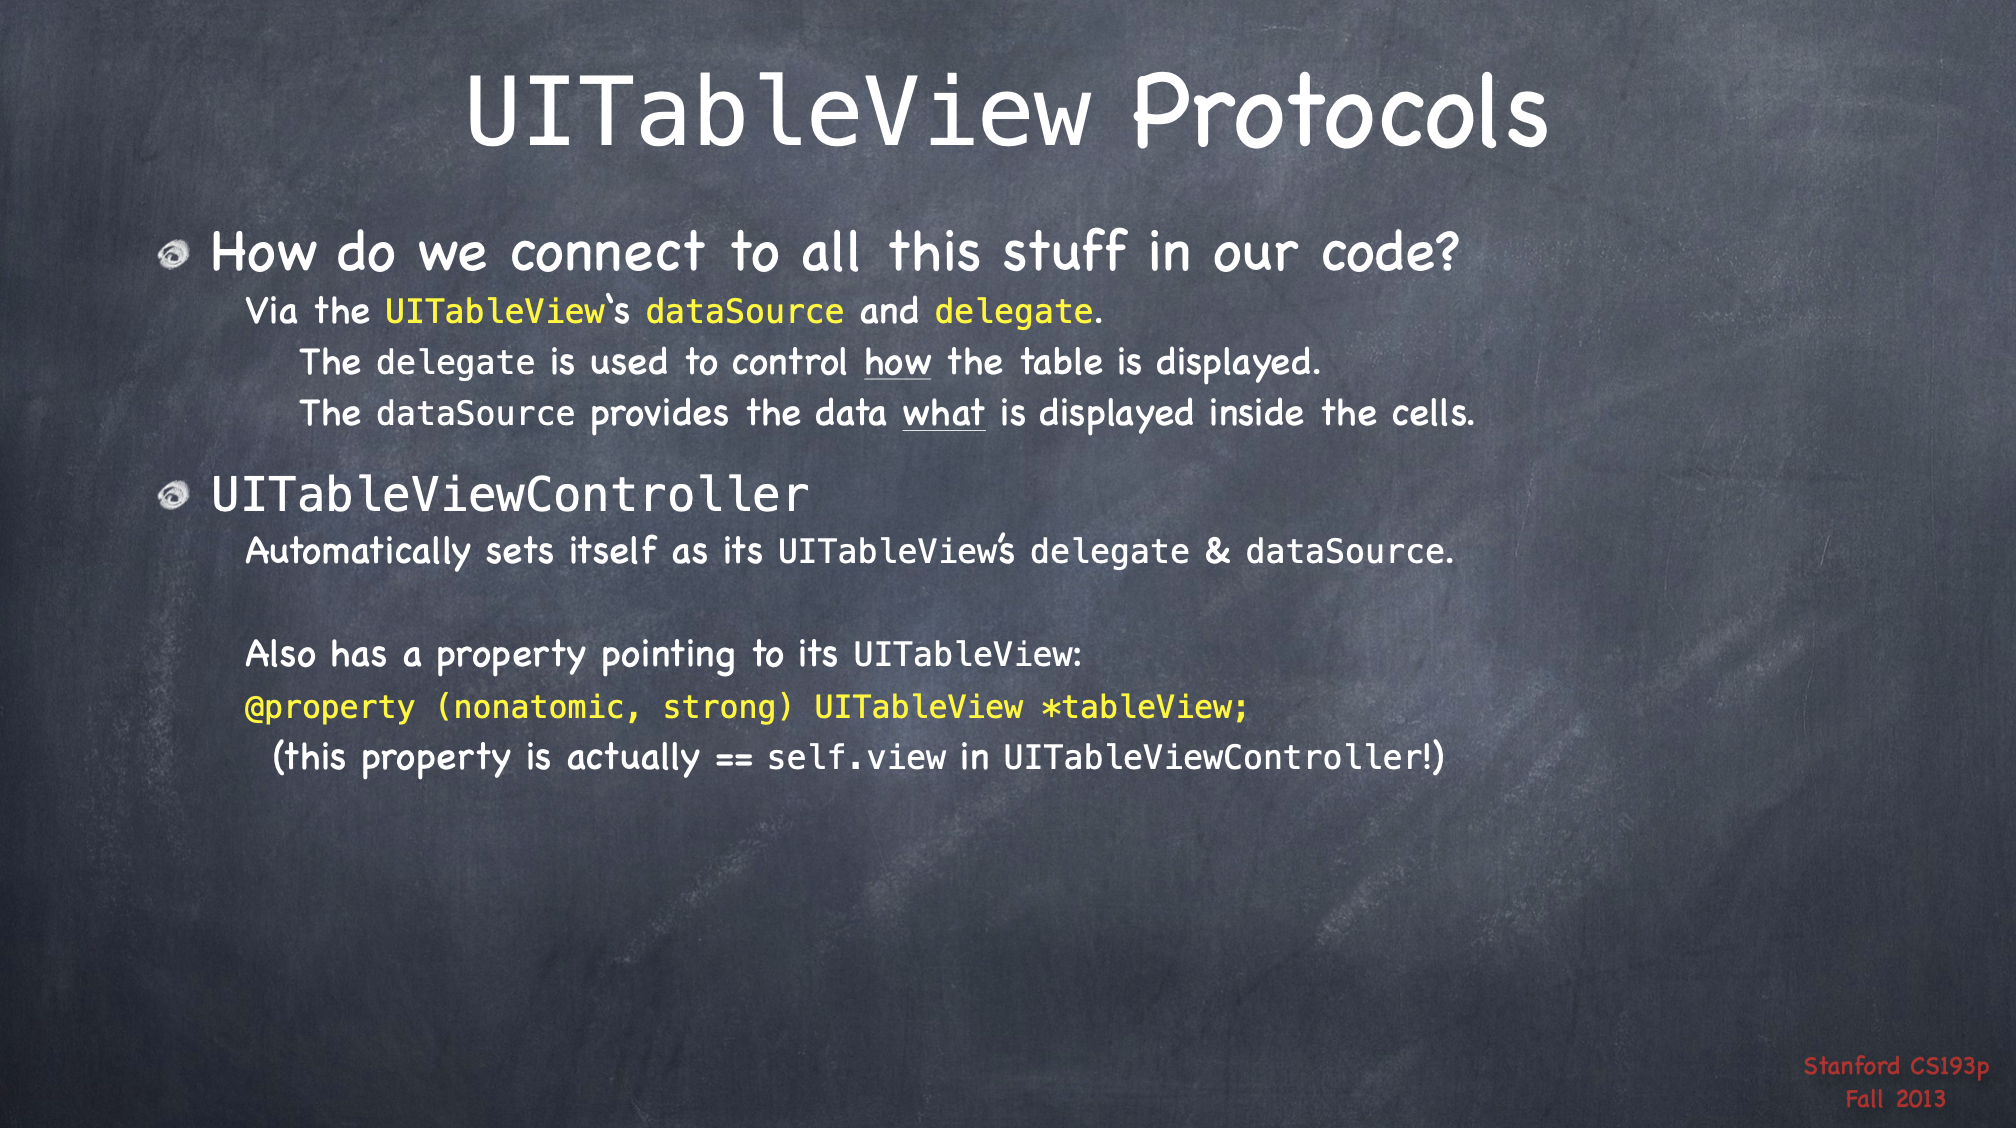 UITableView Protocols
How do we connect to all this stuff in our code?
Via the UITableView‘s dataSource and delegate.
The delegate is used to control how the table is displayed.
The dataSource provides the data what is displayed inside the cells.
UITableViewController
Automatically sets itself as its UITableView’s delegate & dataSource.
Also has a property pointing to its UITableView:
@property (nonatomic, strong) UITableView *tableView;
(this property is actually == self.view in UITableViewController!)
Stanford CS193p
Fall 2013